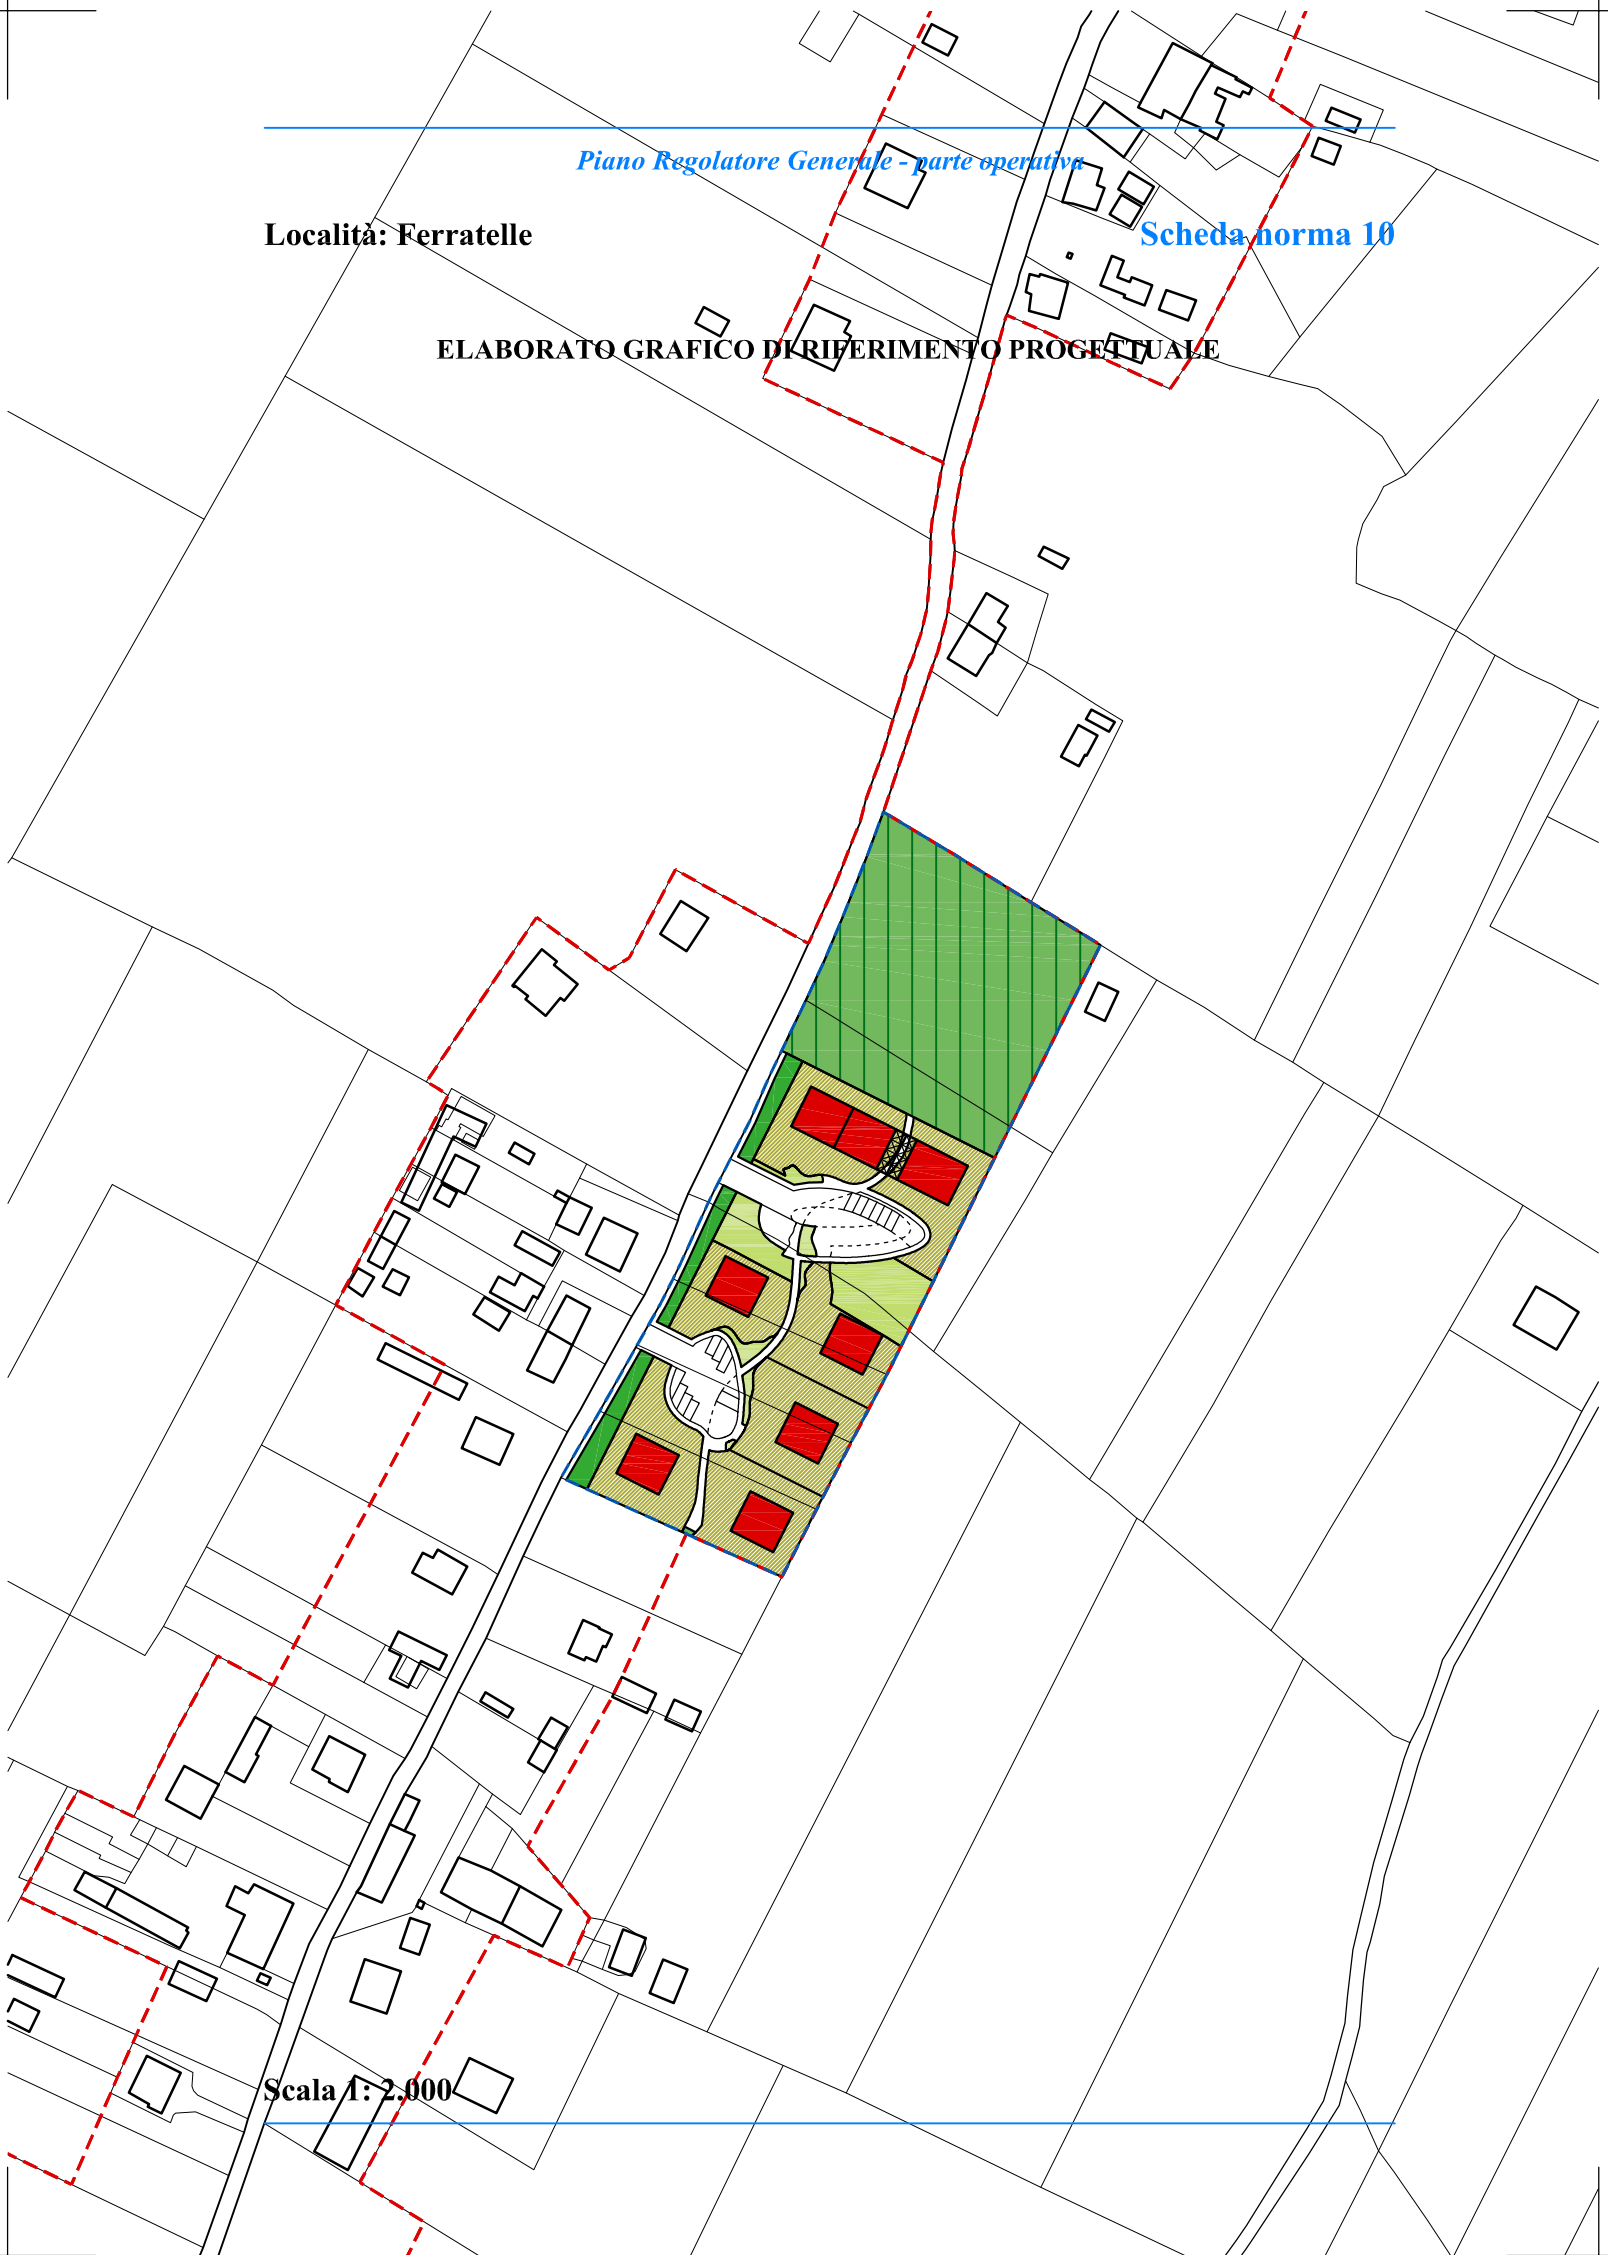 Piano Regolatore Generale - parte operativa
Località: Ferratelle
Scheda norma 10
ELABORATO GRAFICO DI RIFERIMENTO PROGETTUALE
Scala 1: 2.000